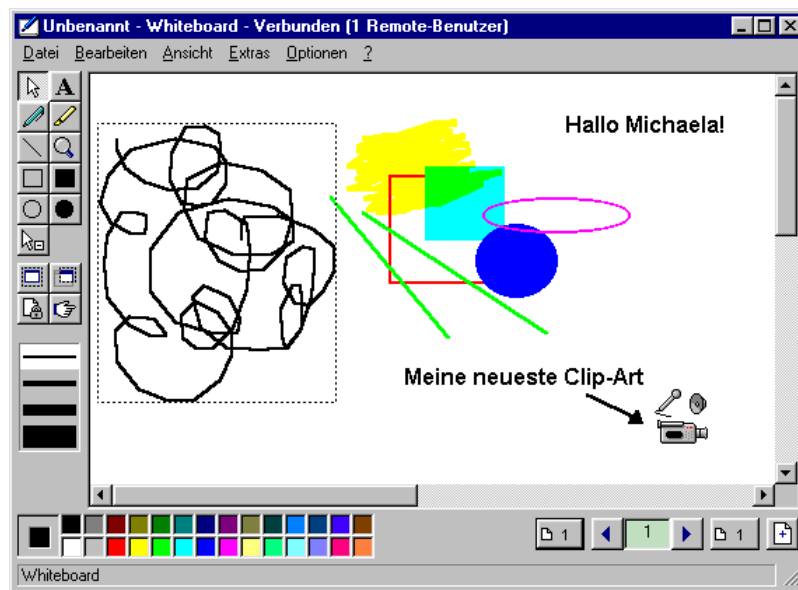 Unbenannt - Whiteboard - Verbunden (1 Remote-Benutzer)
Datei Bearbeiten Ansicht Extras Optionen ?
A
Hallo Michaela!
Meine neueste Clip-Art
1 1 1
Whiteboard